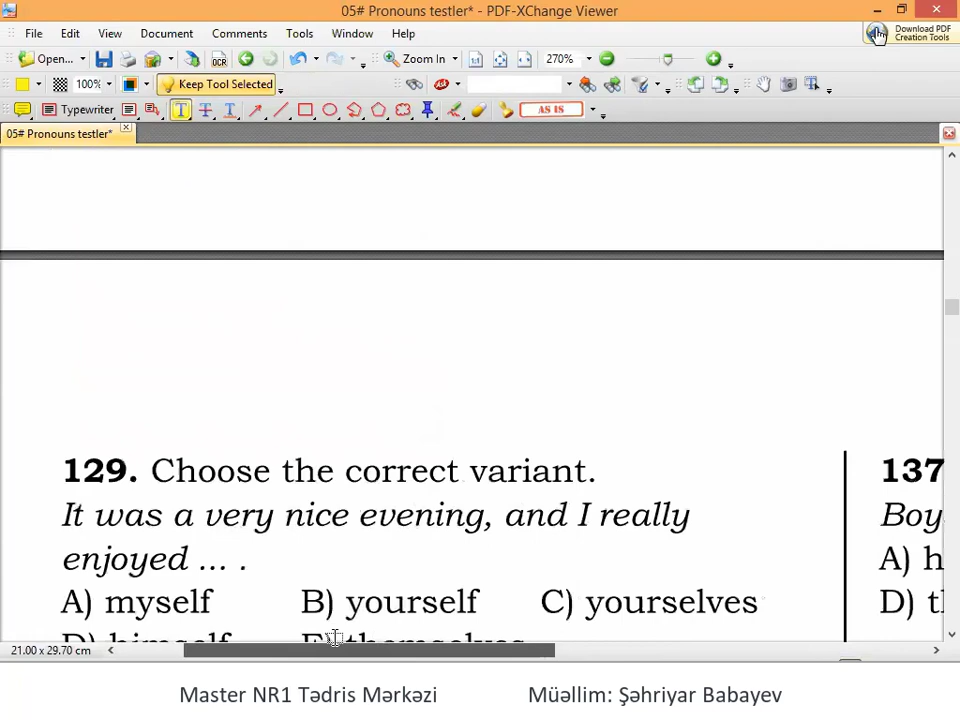 05# Pronouns testler* - PDF-XChange Viewer
File Edit View Document Comments Tools Window Help
Download PDF
Creation Tools
Open... OCR Zoom In 270%
100% Keep Tool Selected
Typewriter AS IS
05# Pronouns testler*
129. Choose the correct variant.
It was a very nice evening, and I really
enjoyed ... .
A) myself B) yourself C) yourselves
D) himself E) themselves
137
Boy
A) h
D) t
21.00 x 29.70 cm
Master NR1 Tədris Mərkəzi Müəllim: Şəhriyar Babayev